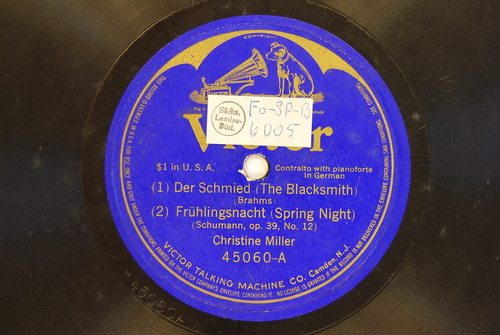 COPYRIGHT
Sächs.
Landes-
Bibl.
Fo-SP-B
6005
Victor
$1 in U.S.A.
Contralto with pianoforte
In German
(1) Der Schmied (The Blacksmith)
(Brahms)
(2) Frühlingsnacht (Spring Night)
(Schumann, op. 39, No. 12)
Christine Miller
45060-A
VICTOR TALKING MACHINE CO. Camden, N.J.